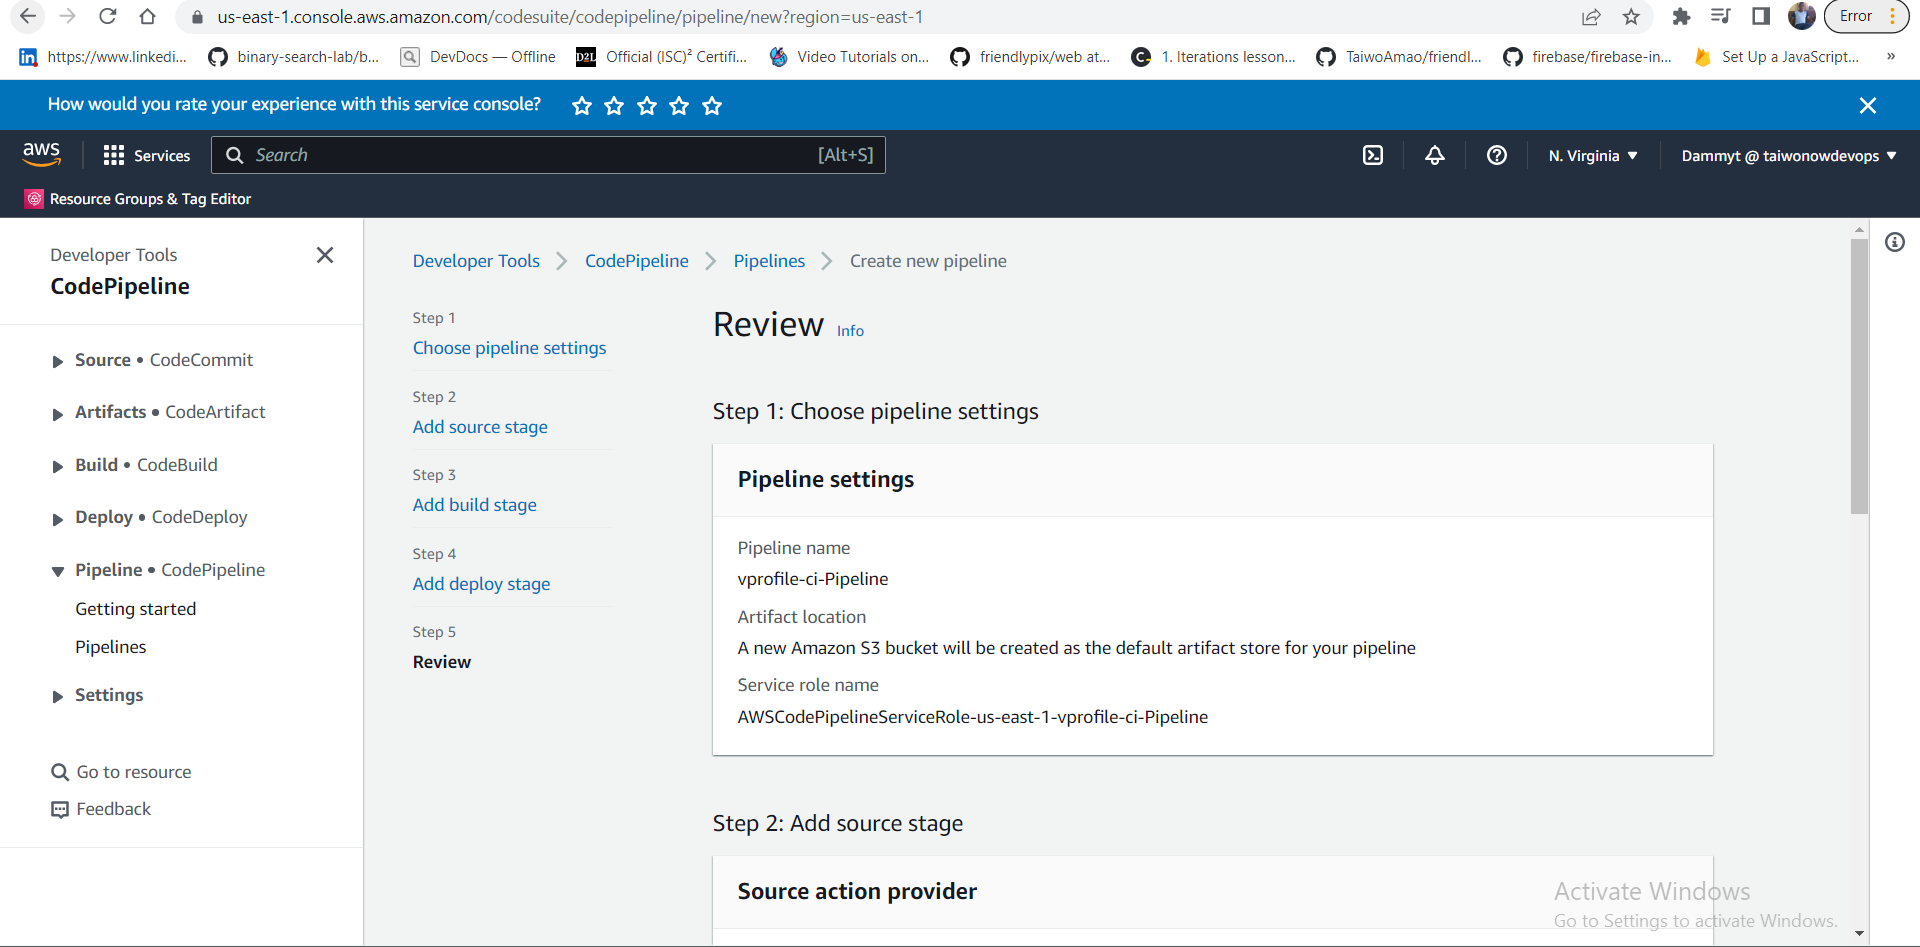 us-east-1.console.aws.amazon.com/codesuite/codepipeline/pipeline/new?region=us-east-1
Error
https://www.linkedi...
binary-search-lab/b...
DevDocs — Offline
D2L
Official (ISC)² Certifi...
Video Tutorials on...
friendlypix/web at...
1. Iterations lesson...
TaiwoAmao/friendl...
firebase/firebase-in...
Set Up a JavaScript...
»
How would you rate your experience with this service console?
aws
Services
Search
[Alt+S]
N. Virginia
Dammyt @ taiwonowdevops
Resource Groups & Tag Editor
Developer Tools
CodePipeline
Source • CodeCommit
Artifacts • CodeArtifact
Build • CodeBuild
Deploy • CodeDeploy
Pipeline • CodePipeline
Getting started
Pipelines
Settings
Go to resource
Feedback
Developer Tools
CodePipeline
Pipelines
Create new pipeline
Step 1
Choose pipeline settings
Step 2
Add source stage
Step 3
Add build stage
Step 4
Add deploy stage
Step 5
Review
Review Info
Step 1: Choose pipeline settings
Pipeline settings
Pipeline name
vprofile-ci-Pipeline
Artifact location
A new Amazon S3 bucket will be created as the default artifact store for your pipeline
Service role name
AWSCodePipelineServiceRole-us-east-1-vprofile-ci-Pipeline
Step 2: Add source stage
Source action provider
Activate Windows
Go to Settings to activate Windows.